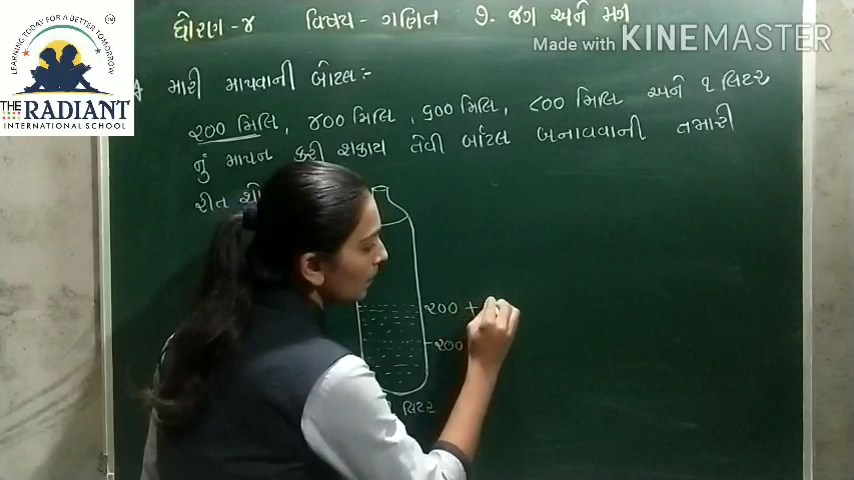 LEARNING TODAY FOR A BETTER TOMORROW
TM
THE RADIANT
INTERNATIONAL SCHOOL
ધોરણ-૪ વિષય - ગણિત ૭. જગ અને મગ
Made with KINEMASTER
મારી માપવાની બોટલ:-
૨૦૦ મિલિ, ૪૦૦ મિલિ, ૬૦૦ મિલિ, ૮૦૦ મિલિ અને ૧ લિટર
નું માપન કરી શકાય તેવી બૉટલ બનાવવાની તમારી
રીત
૨૦૦ +
૨૦૦
લિટર